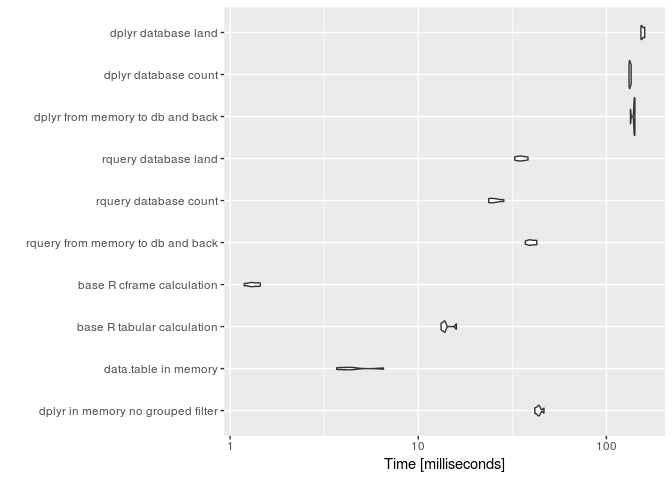 dplyr database land
dplyr database count
dplyr from memory to db and back
rquery database land
rquery database count
rquery from memory to db and back
base R cframe calculation
base R tabular calculation
data.table in memory
dplyr in memory no grouped filter
1 10 100
Time [milliseconds]